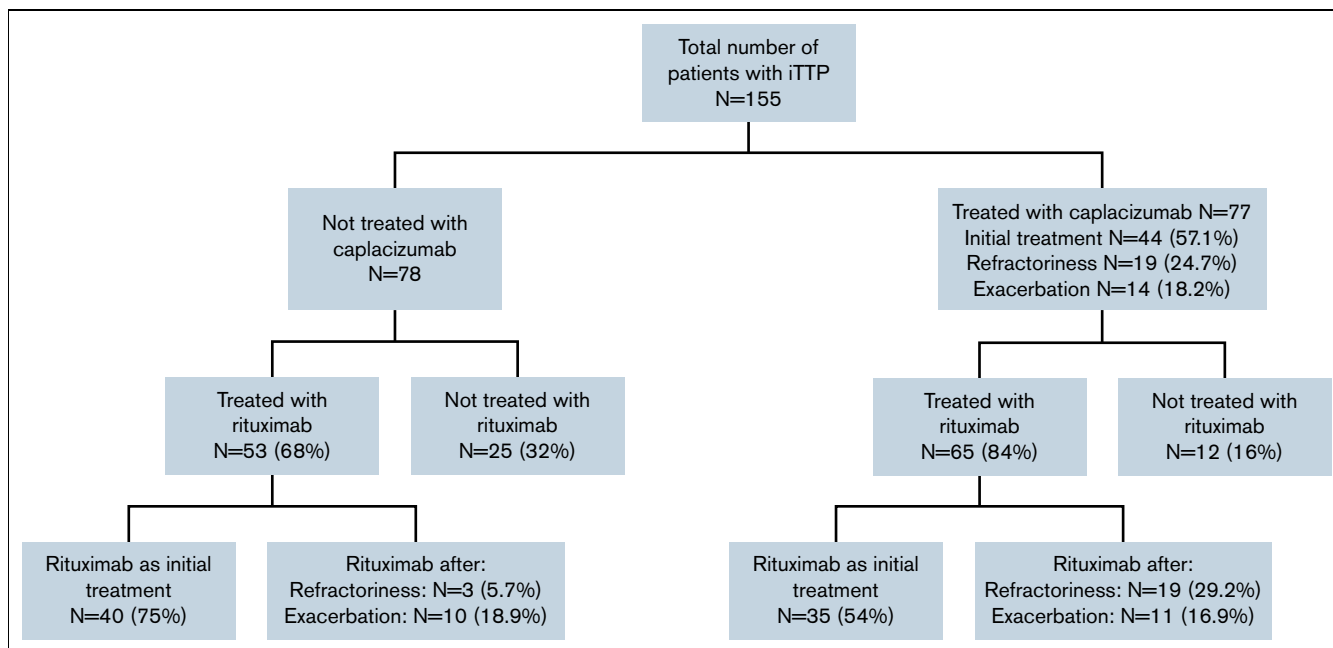 Total number of
patients with iTTP
N=155
Not treated with
caplacizumab
N=78
Treated with caplacizumab N=77
Initial treatment N=44 (57.1%)
Refractoriness N=19 (24.7%)
Exacerbation N=14 (18.2%)
Treated with
rituximab
N=53 (68%)
Not treated with
rituximab
N=25 (32%)
Treated with
rituximab
N=65 (84%)
Not treated with
rituximab
N=12 (16%)
Rituximab as initial
treatment
N=40 (75%)
Rituximab after:
Refractoriness: N=3 (5.7%)
Exacerbation: N=10 (18.9%)
Rituximab as initial
treatment
N=35 (54%)
Rituximab after:
Refractoriness: N=19 (29.2%)
Exacerbation: N=11 (16.9%)